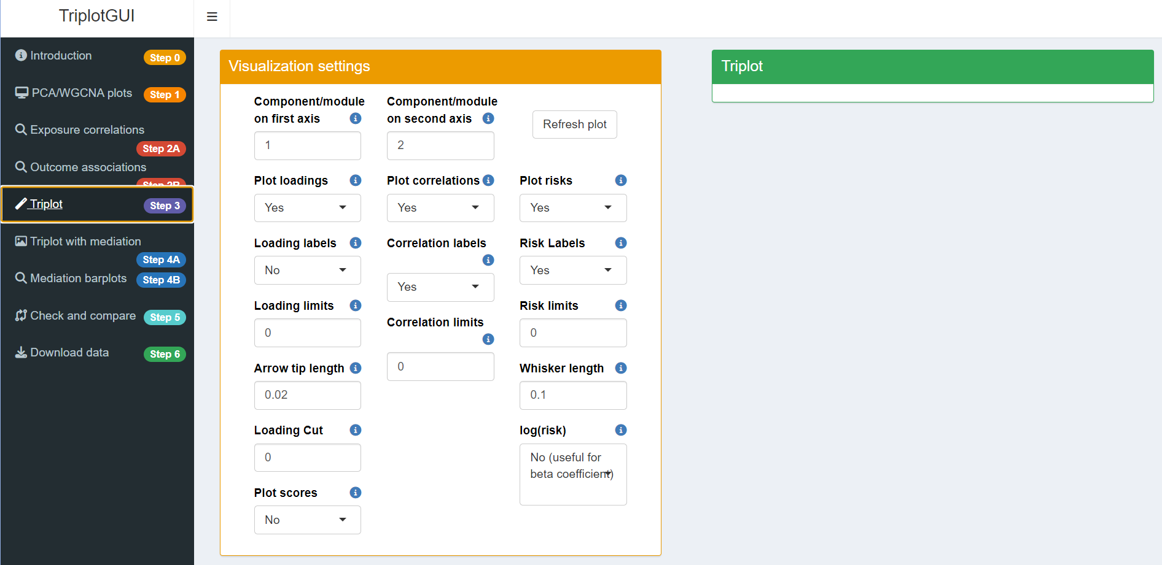 TriplotGUI
Introduction
Step 0
PCA/WGCNA plots
Step 1
Exposure correlations
Step 2A
Outcome associations
Step 2B
Triplot
Step 3
Triplot with mediation
Step 4A
Mediation barplots
Step 4B
Check and compare
Step 5
Download data
Step 6
Visualization settings
Component/module
on first axis
1
Component/module
on second axis
2
Refresh plot
Plot loadings
Yes
Plot correlations
Yes
Plot risks
Yes
Loading labels
No
Correlation labels
Yes
Risk Labels
Yes
Loading limits
0
Correlation limits
0
Risk limits
0
Arrow tip length
0.02
Whisker length
0.1
Loading Cut
0
log(risk)
No (useful for
beta coefficient)
Plot scores
No
Triplot